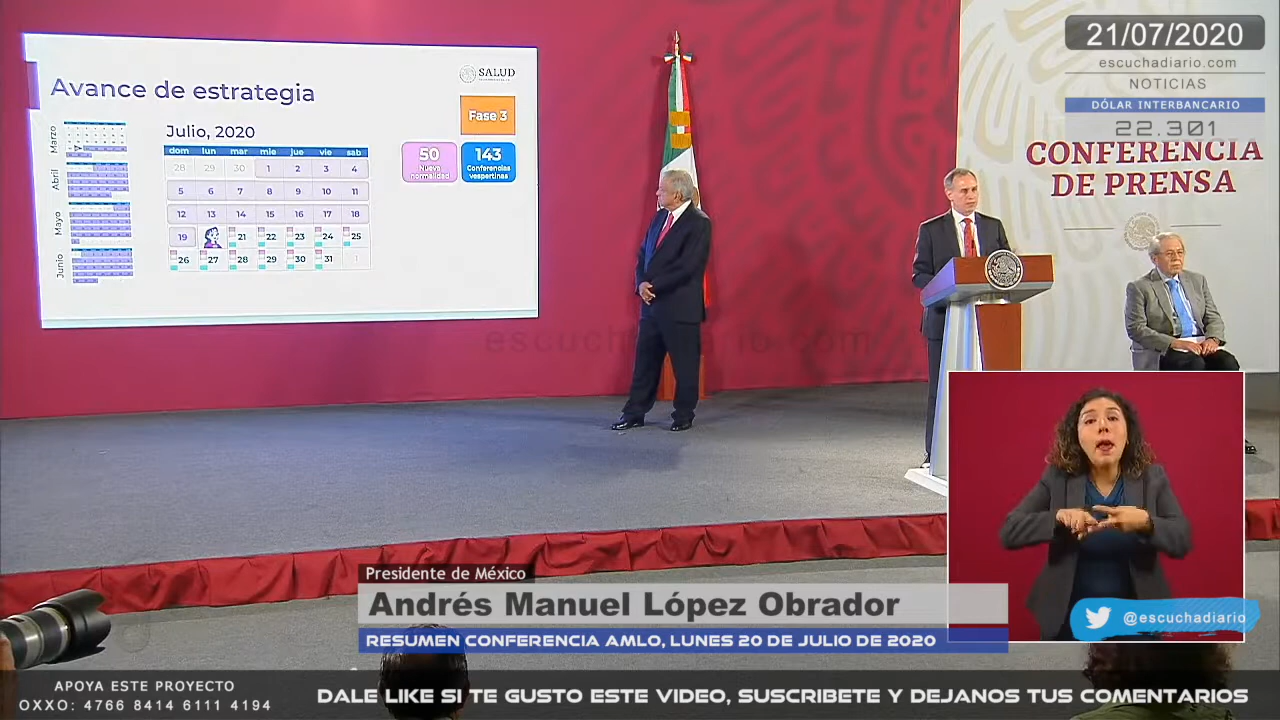 Avance de estrategia
SALUD
Fase 3
Julio, 2020
50
Nueva
normalidad
143
Conferencias
vespertinas
Marzo
Abril
Mayo
Junio
dom lun mar mie jue vie sab
28 29 30 1 2 3 4
5 6 7 8 9 10 11
12 13 14 15 16 17 18
19 22 23 24 25
26 27 28 29 30 31 1
21/07/2020
escuchadiario.com
NOTICIAS
DÓLAR INTERBANCARIO
22.301
CONFERENCIA
DE PRENSA
escuchadiario.com
Presidente de México
Andrés Manuel López Obrador
RESUMEN CONFERENCIA AMLO, LUNES 20 DE JULIO DE 2020
@escuchadiario
APOYA ESTE PROYECTO
OXXO: 4766 8414 6111 4194
DALE LIKE SI TE GUSTO ESTE VIDEO, SUSCRIBETE Y DEJANOS TUS COMENTARIOS